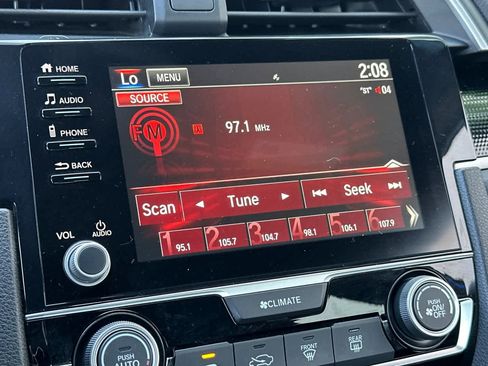 HOME
AUDIO
PHONE
BACK
VOL AUDIO
Lo MENU 2:08
SOURCE "ST" 04
FM 97.1 MHz
Scan Tune Seek
1 95.1 2 105.7 3 104.7 4 98.1 5 106.1 6 107.9
CLIMATE
PUSH AUTO
FRONT
REAR
PUSH ON/OFF